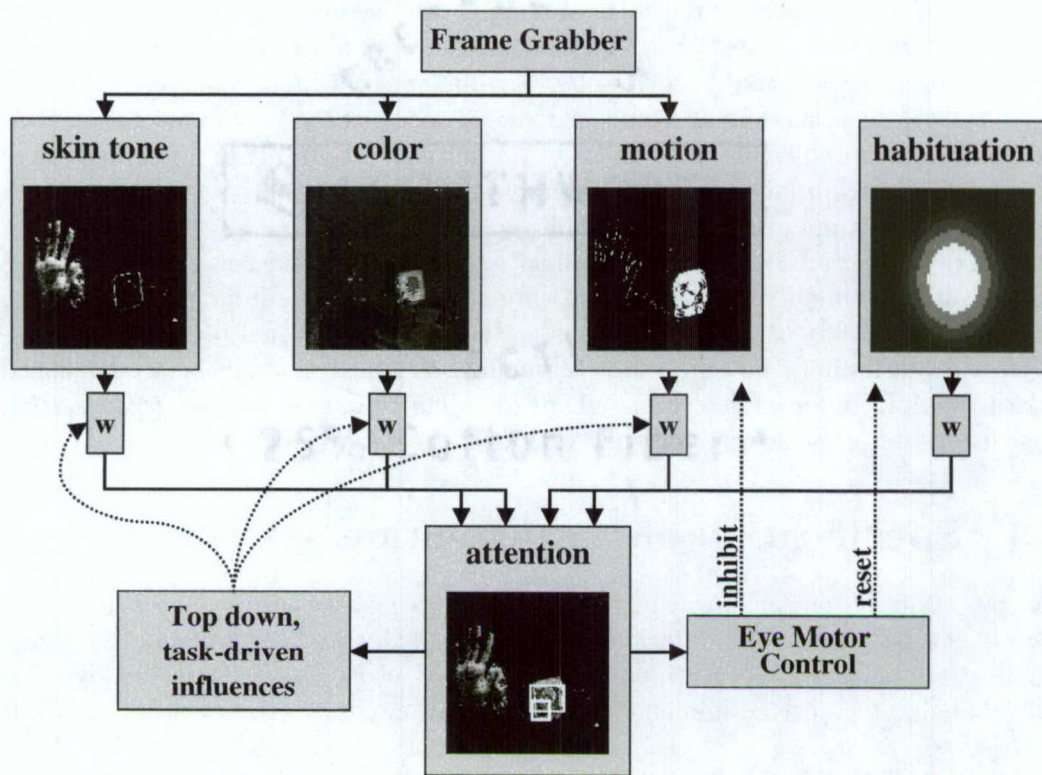 Frame Grabber
skin tone
color
motion
habituation
w
w
w
w
attention
inhibit
reset
Top down,
task-driven
influences
Eye Motor
Control